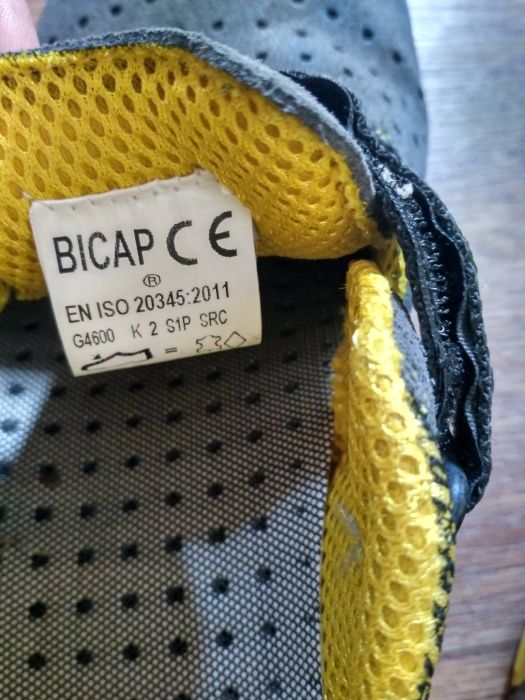 BICAP CE
®
EN ISO 20345:2011
G4600 K 2 S1P SRC
=